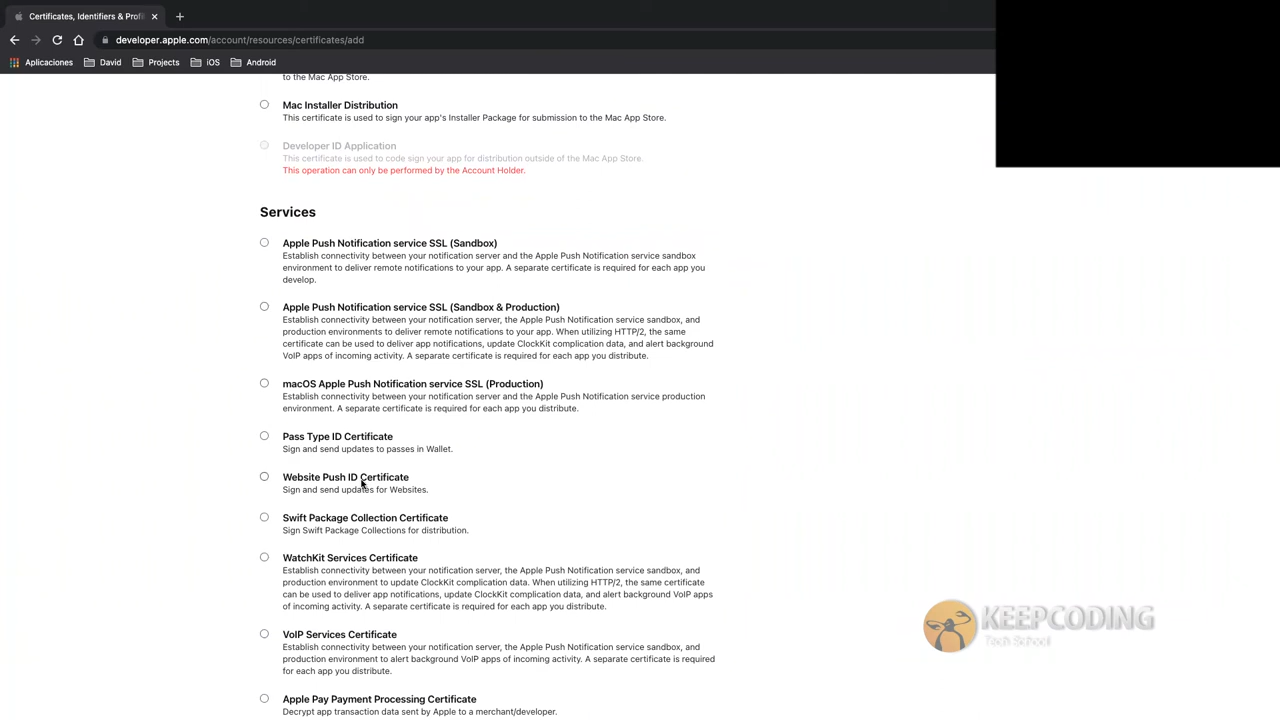 Certificates, Identifiers & Prof
developer.apple.com/account/resources/certificates/add
Aplicaciones David Projects iOS Android
to the Mac App Store.
Mac Installer Distribution
This certificate is used to sign your app's Installer Package for submission to the Mac App Store.
Developer ID Application
This certificate is used to code sign your app for distribution outside of the Mac App Store.
This operation can only be performed by the Account Holder.
Services
Apple Push Notification service SSL (Sandbox)
Establish connectivity between your notification server and the Apple Push Notification service sandbox
environment to deliver remote notifications to your app. A separate certificate is required for each app you
develop.
Apple Push Notification service SSL (Sandbox & Production)
Establish connectivity between your notification server, the Apple Push Notification service sandbox, and
production environments to deliver remote notifications to your app. When utilizing HTTP/2, the same
certificate can be used to deliver app notifications, update ClockKit complication data, and alert background
VoIP apps of incoming activity. A separate certificate is required for each app you distribute.
macOS Apple Push Notification service SSL (Production)
Establish connectivity between your notification server and the Apple Push Notification service production
environment. A separate certificate is required for each app you distribute.
Pass Type ID Certificate
Sign and send updates to passes in Wallet.
Website Push ID Certificate
Sign and send updates for Websites.
Swift Package Collection Certificate
Sign Swift Package Collections for distribution.
WatchKit Services Certificate
Establish connectivity between your notification server, the Apple Push Notification service sandbox, and
production environment to update ClockKit complication data. When utilizing HTTP/2, the same certificate
can be used to deliver app notifications, update ClockKit complication data, and alert background VoIP apps
of incoming activity. A separate certificate is required for each app you distribute.
VoIP Services Certificate
Establish connectivity between your notification server, the Apple Push Notification service sandbox, and
production environment to alert background VoIP apps of incoming activity. A separate certificate is required
for each app you distribute.
Apple Pay Payment Processing Certificate
Decrypt app transaction data sent by Apple to a merchant/developer.
KEEPCODING
Tech School